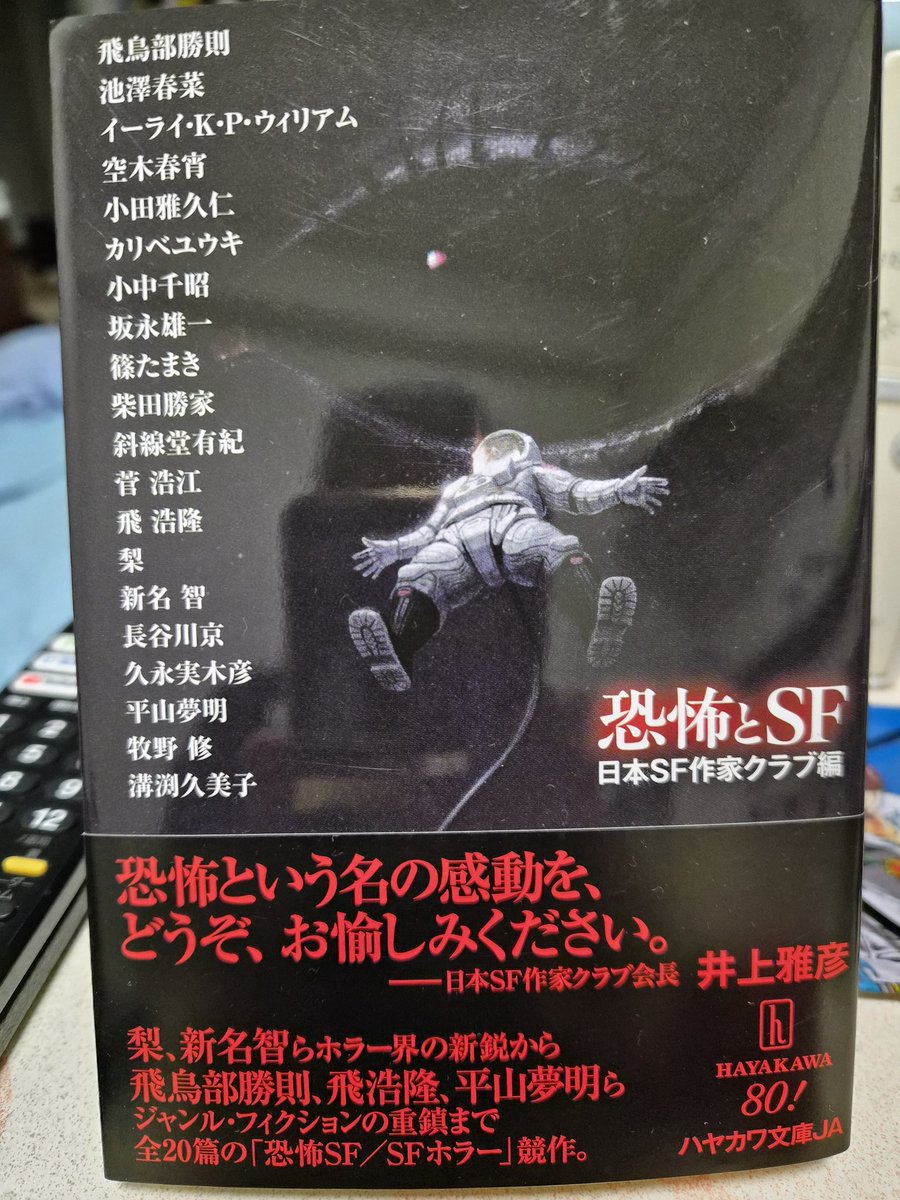 飛鳥部勝則
池澤春菜
イーライ・K・P・ウィリアム
空木春宵
小田雅久仁
カリベユウキ
小中千昭
坂永雄一
篠たまき
柴田勝家
斜線堂有紀
菅 浩江
飛 浩隆
梨
新名 智
長谷川京
久永実木彦
平山夢明
牧野 修
溝渕久美子
恐怖とSF
日本SF作家クラブ編
恐怖という名の感動を、
どうぞ、お愉しみください。
――日本SF作家クラブ会長 井上雅彦
梨、新名智らホラー界の新鋭から
飛鳥部勝則、飛浩隆、平山夢明ら
ジャンル・フィクションの重鎮まで
全20篇の「恐怖SF／SFホラー」競作。
h
HAYAKAWA
80!
ハヤカワ文庫JA
2
5
6
8
9
12